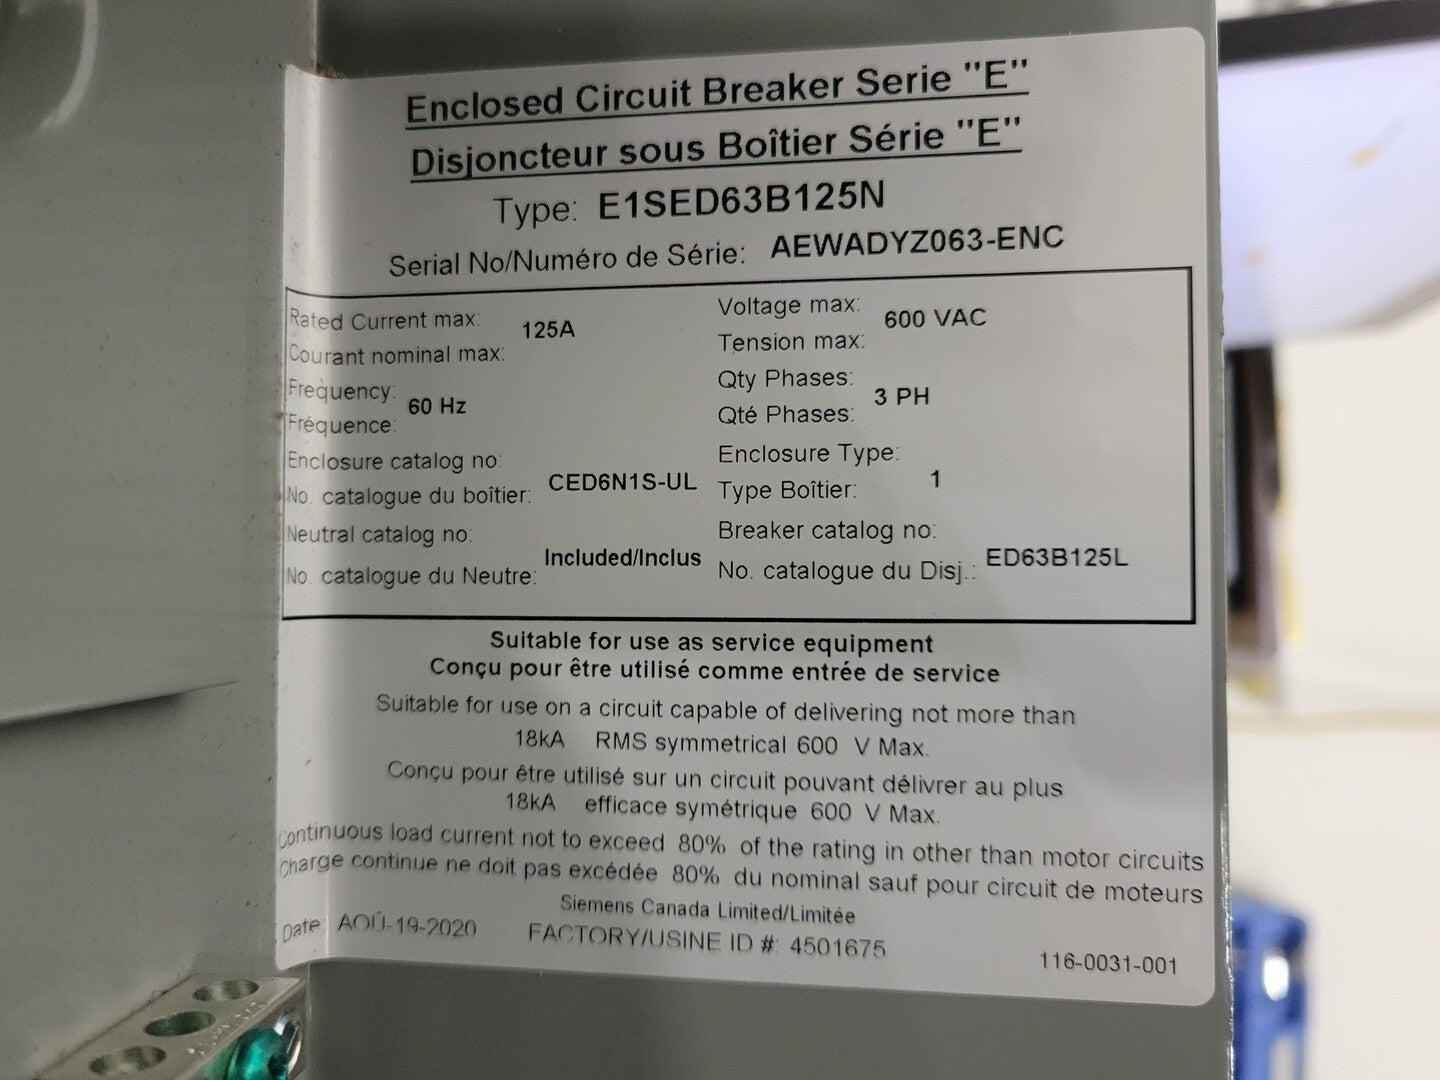 Enclosed Circuit Breaker Serie "E"
Disjoncteur sous Boîtier Série "E"
Type: E1SED63B125N
Serial No/Numéro de Série: AEWADYZ063-ENC
Rated Current max:
Courant nominal max: 125A
Voltage max:
Tension max: 600 VAC
Frequency:
Fréquence: 60 Hz
Qty Phases:
Qté Phases: 3 PH
Enclosure catalog no:
No. catalogue du boîtier: CED6N1S-UL
Enclosure Type:
Type Boîtier: 1
Neutral catalog no:
No. catalogue du Neutre: Included/Inclus
Breaker catalog no:
No. catalogue du Disj.: ED63B125L
Suitable for use as service equipment
Conçu pour être utilisé comme entrée de service
Suitable for use on a circuit capable of delivering not more than
18kA RMS symmetrical 600 V Max.
Conçu pour être utilisé sur un circuit pouvant délivrer au plus
18kA efficace symétrique 600 V Max.
Continuous load current not to exceed 80% of the rating in other than motor circuits
Charge continue ne doit pas excédée 80% du nominal sauf pour circuit de moteurs
Siemens Canada Limited/Limitée
Date: AOÛ-19-2020 FACTORY/USINE ID #: 4501675
116-0031-001